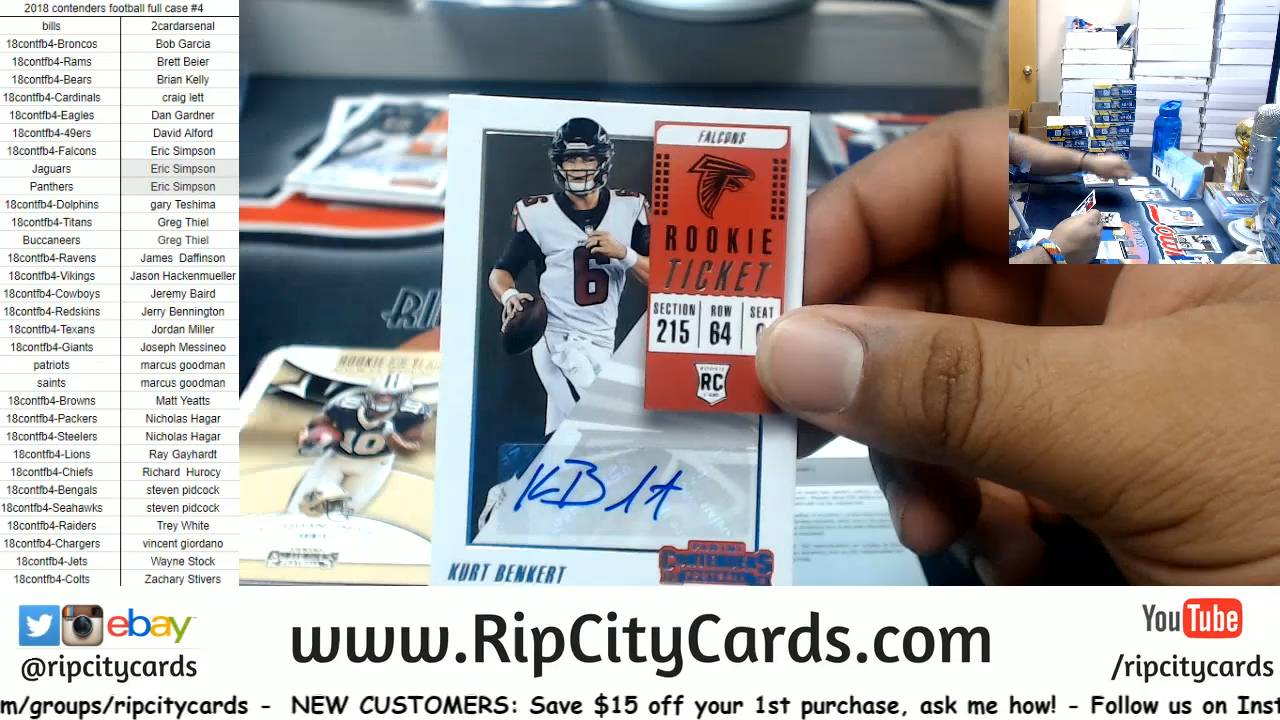 2018 contenders football full case #4
bills 2cardarsenal
18contfb4-Broncos Bob Garcia
18contfb4-Rams Brett Beier
18contfb4-Bears Brian Kelly
18contfb4-Cardinals craig lett
18contfb4-Eagles Dan Gardner
18contfb4-49ers David Alford
18contfb4-Falcons Eric Simpson
Jaguars Eric Simpson
Panthers Eric Simpson
18contfb4-Dolphins gary Teshima
18contfb4-Titans Greg Thiel
Buccaneers Greg Thiel
18contfb4-Ravens James Daffinson
18contfb4-Vikings Jason Hackenmueller
18contfb4-Cowboys Jeremy Baird
18contfb4-Redskins Jerry Bennington
18contfb4-Texans Jordan Miller
18contfb4-Giants Joseph Messineo
patriots marcus goodman
saints marcus goodman
18contfb4-Browns Matt Yeatts
18contfb4-Packers Nicholas Hagar
18contfb4-Steelers Nicholas Hagar
18contfb4-Lions Ray Gayhardt
18contfb4-Chiefs Richard Hurocy
18contfb4-Bengals steven pidcock
18contfb4-Seahawks steven pidcock
18contfb4-Raiders Trey White
18contfb4-Chargers vincent giordano
18contfb4-Jets Wayne Stock
18contfb4-Colts Zachary Stivers
FALCONS
ROOKIE
TICKET
SECTION ROW SEAT
215 64
6
RC
KURT BENKERT
PANINI
CONTENDERS
FOOTBALL
10
ebay
@ripcitycards
www.RipCityCards.com
YouTube
/ripcitycards
m/groups/ripcitycards - NEW CUSTOMERS: Save $15 off your 1st purchase, ask me how! - Follow us on Inst